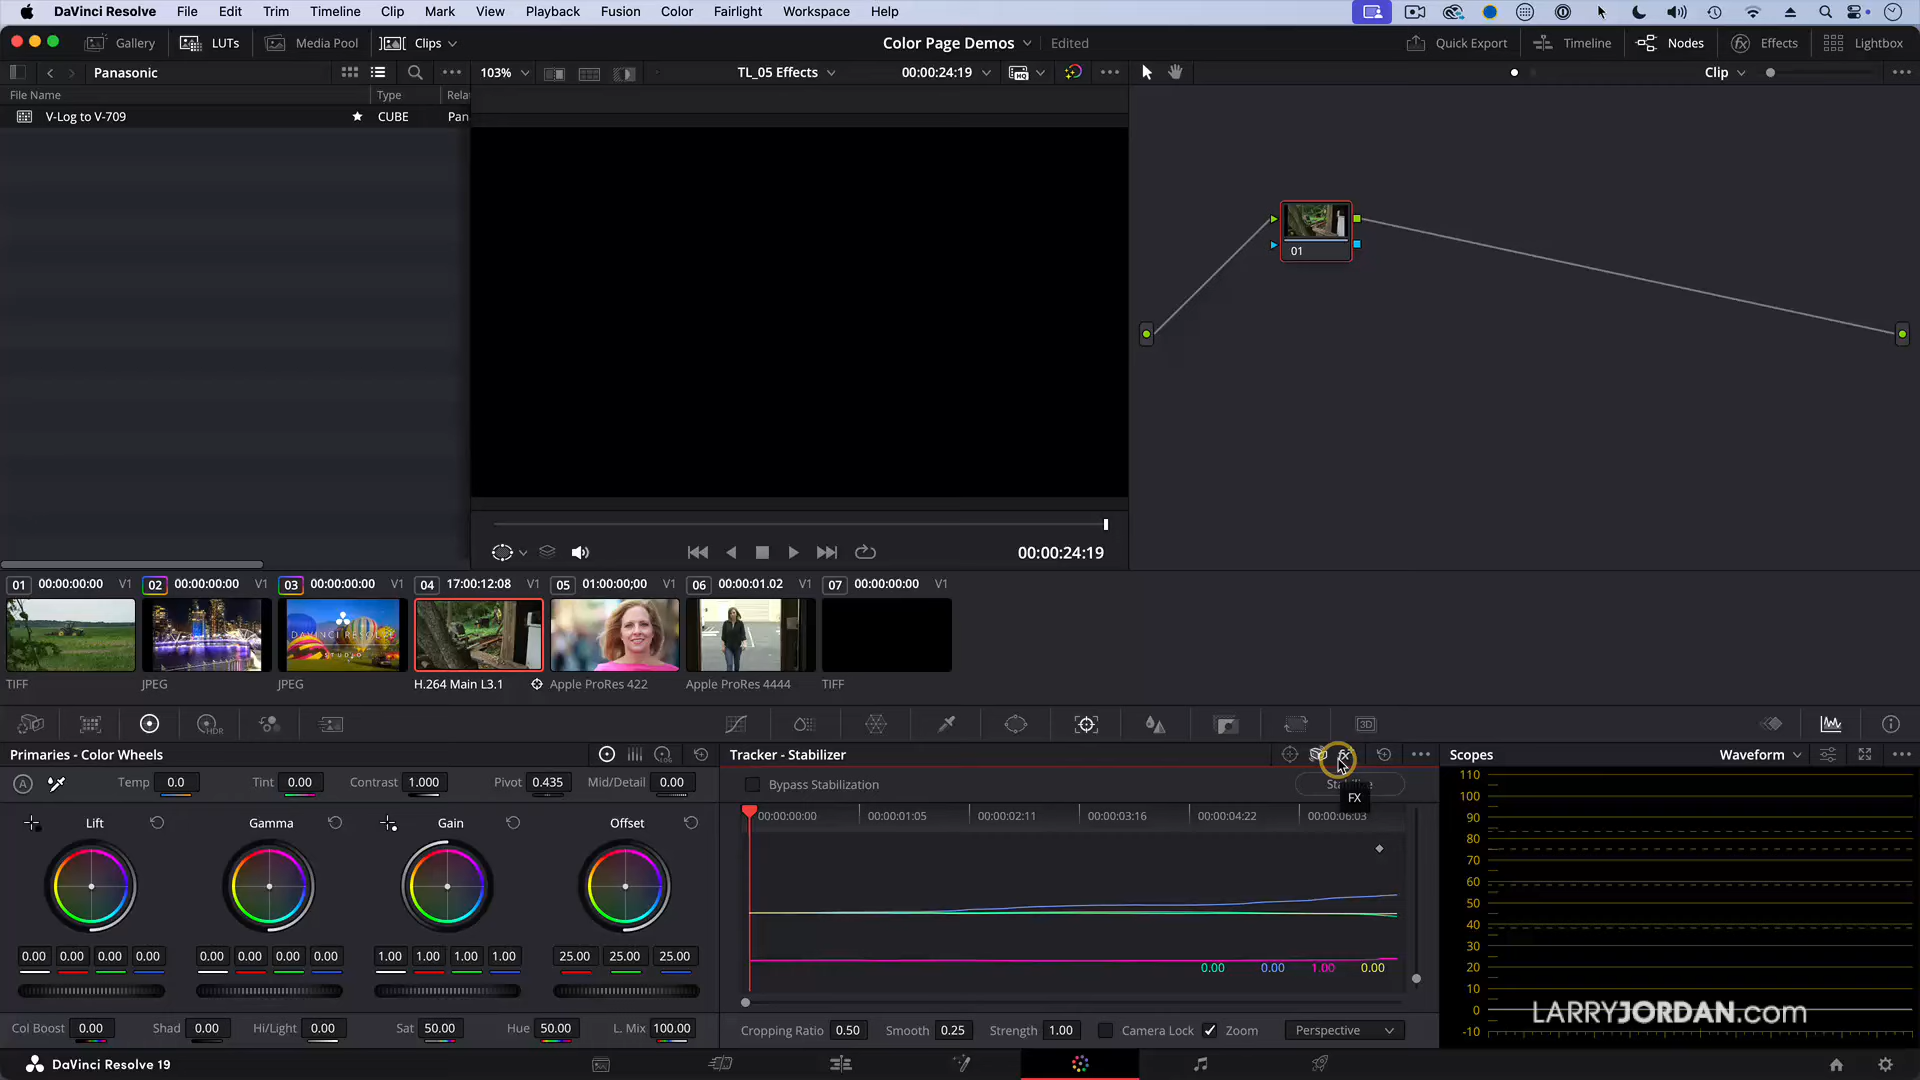 DaVinci Resolve File Edit Trim Timeline Clip Mark View Playback Fusion Color Fairlight Workspace Help
Gallery LUTs Media Pool Clips Color Page Demos Edited Quick Export Timeline Nodes Effects Lightbox
Panasonic 103% TL_05 Effects 00:00:24:19 Clip
File Name Type Rela
V-Log to V-709 CUBE Pan
01
00:00:24:19
01 00:00:00:00 V1 02 00:00:00:00 V1 03 00:00:00:00 V1 04 17:00:12:08 V1 05 01:00:00;00 V1 06 00:00:01.02 V1 07 00:00:00:00 V1
DAVINCI RESOLVE
STUDIO
TIFF JPEG JPEG H.264 Main L3.1 Apple ProRes 422 Apple ProRes 4444 TIFF
HDR 3D
Primaries - Color Wheels LOG Tracker - Stabilizer Scopes Waveform
A Temp 0.0 Tint 0.00 Contrast 1.000 Pivot 0.435 Mid/Detail 0.00 Bypass Stabilization Stabilize
FX
Lift Gamma Gain Offset 00:00:00:00 00:00:01:05 00:00:02:11 00:00:03:16 00:00:04:22 00:00:06:03
110
100
90
80
70
60
50
40
30
20
10
0
-10
0.00 0.00 0.00 0.00 0.00 0.00 0.00 0.00 1.00 1.00 1.00 1.00 25.00 25.00 25.00 0.00 0.00 1.00 0.00
LARRYJORDAN.com
Col Boost 0.00 Shad 0.00 Hi/Light 0.00 Sat 50.00 Hue 50.00 L. Mix 100.00 Cropping Ratio 0.50 Smooth 0.25 Strength 1.00 Camera Lock Zoom Perspective
DaVinci Resolve 19